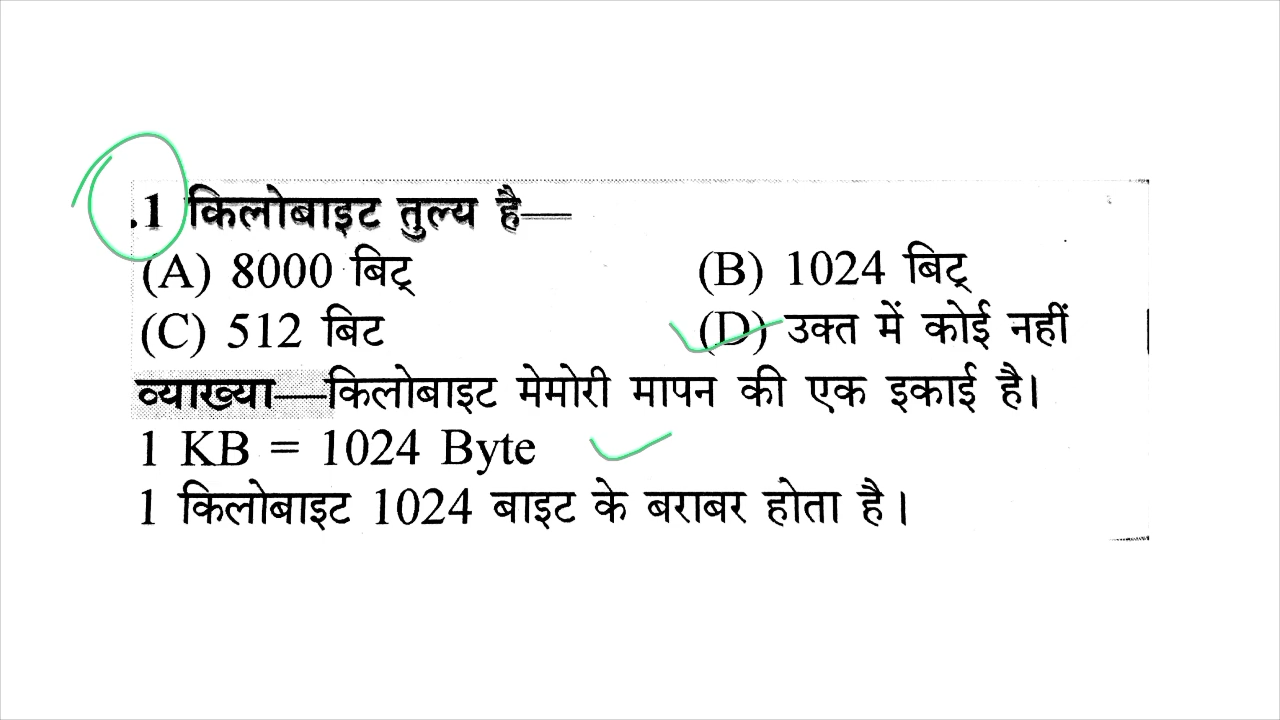 .1 किलोबाइट तुल्य है—
(A) 8000 बिट् (B) 1024 बिट्
(C) 512 बिट (D) उक्त में कोई नहीं
व्याख्या—किलोबाइट मेमोरी मापन की एक इकाई है।
1 KB = 1024 Byte
1 किलोबाइट 1024 बाइट के बराबर होता है।